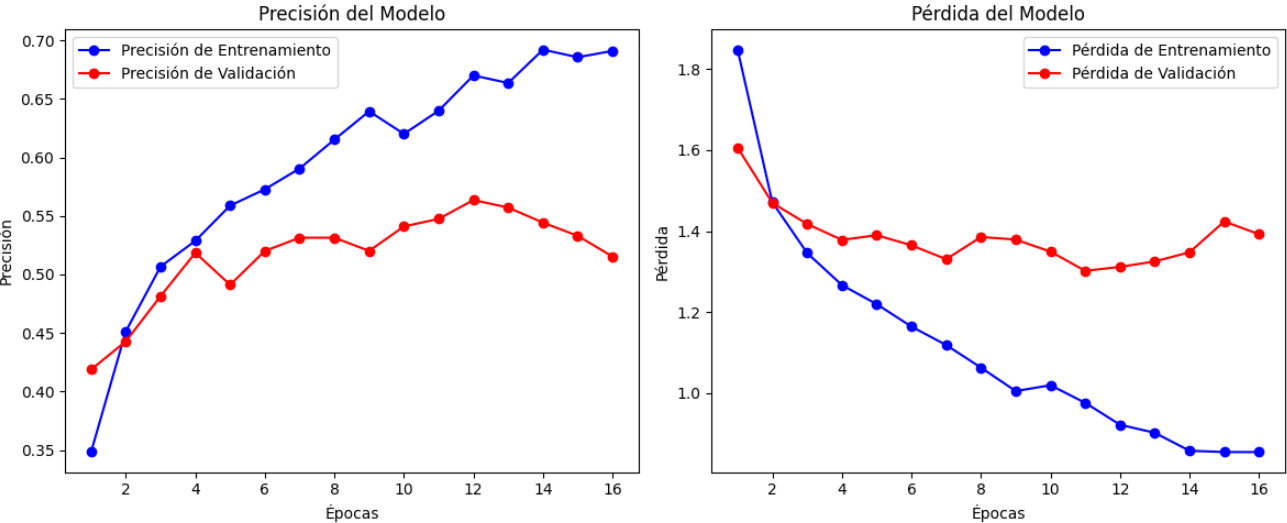 Precisión del Modelo
Precisión de Entrenamiento
Precisión de Validación
0.70
0.65
0.60
0.55
0.50
0.45
0.40
0.35
Precisión
2 4 6 8 10 12 14 16
Épocas
Pérdida del Modelo
Pérdida de Entrenamiento
Pérdida de Validación
1.8
1.6
1.4
1.2
1.0
Pérdida
2 4 6 8 10 12 14 16
Épocas